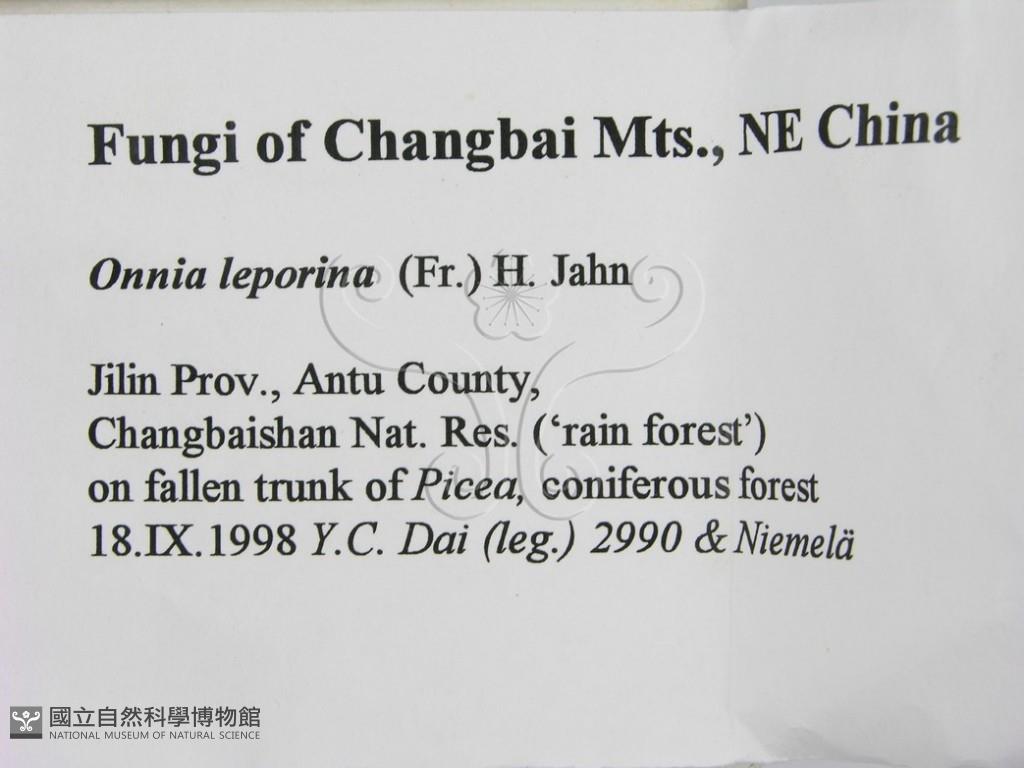 Fungi of Changbai Mts., NE China
Onnia leporina (Fr.) H. Jahn
Jilin Prov., Antu County,
Changbaishan Nat. Res. (‘rain forest’)
on fallen trunk of Picea, coniferous forest
18.IX.1998 Y.C. Dai (leg.) 2990 & Niemelä
國立自然科學博物館
NATIONAL MUSEUM OF NATURAL SCIENCE